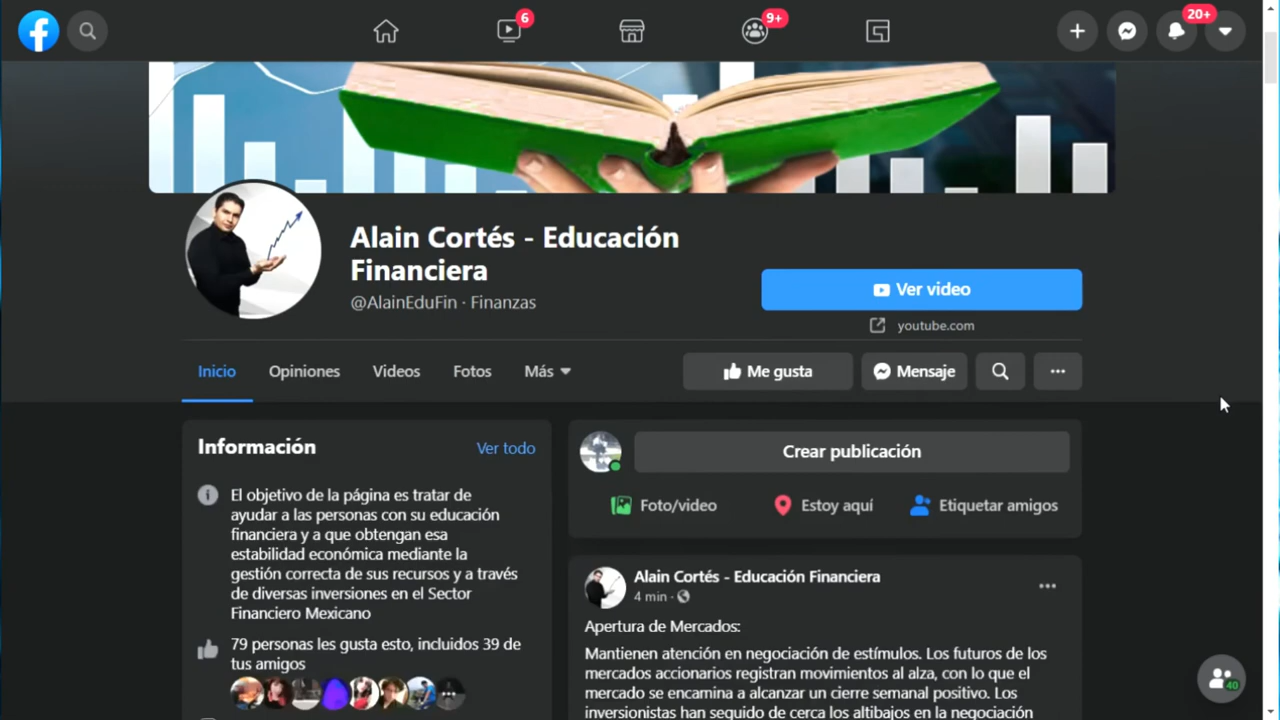 6
9+
20+
Alain Cortés - Educación
Financiera
@AlainEduFin · Finanzas
Ver video
youtube.com
Inicio
Opiniones
Videos
Fotos
Más
Me gusta
Mensaje
Información
Ver todo
El objetivo de la página es tratar de
ayudar a las personas con su educación
financiera y a que obtengan esa
estabilidad económica mediante la
gestión correcta de sus recursos y a través
de diversas inversiones en el Sector
Financiero Mexicano
79 personas les gusta esto, incluidos 39 de
tus amigos
Crear publicación
Foto/video
Estoy aquí
Etiquetar amigos
Alain Cortés - Educación Financiera
4 min ·
Apertura de Mercados:
Mantienen atención en negociación de estímulos. Los futuros de los
mercados accionarios registran movimientos al alza, con lo que el
mercado se encamina a alcanzar un cierre semanal positivo. Los
inversionistas han seguido de cerca los altibajos en la negociación
40